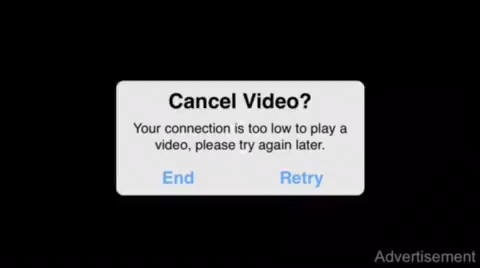 Cancel Video?
Your connection is too low to play a
video, please try again later.
End Retry
Advertisement